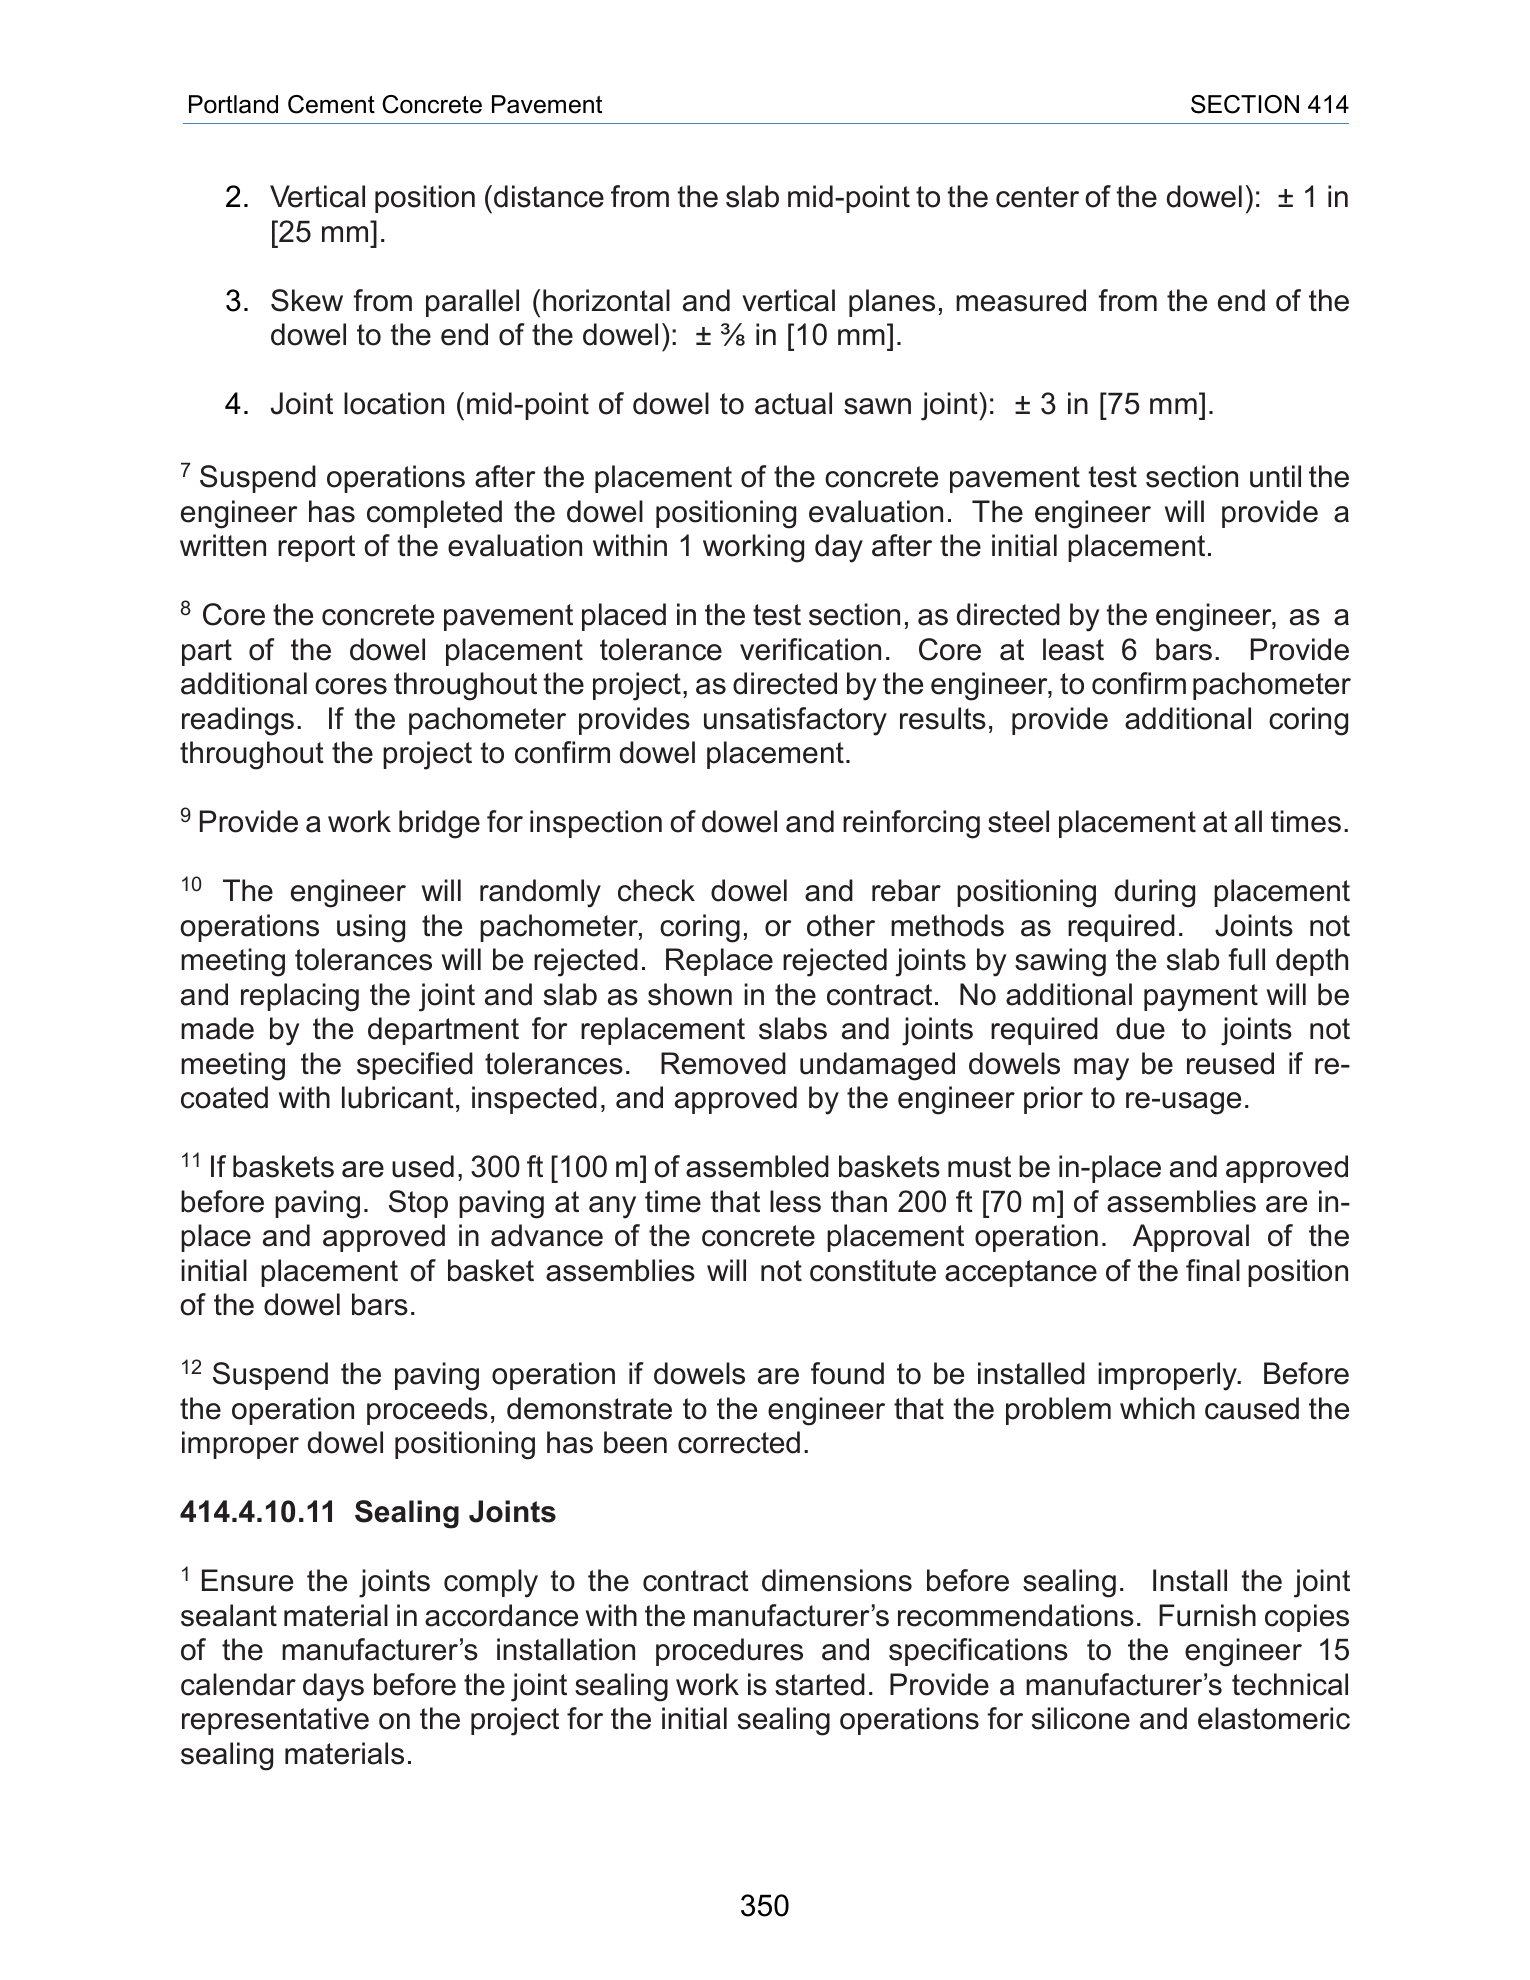 Portland Cement Concrete Pavement SECTION 414
2. Vertical position (distance from the slab mid-point to the center of the dowel): ± 1 in
[25 mm].
3. Skew from parallel (horizontal and vertical planes, measured from the end of the
dowel to the end of the dowel): ± ⅜ in [10 mm].
4. Joint location (mid-point of dowel to actual sawn joint): ± 3 in [75 mm].
7 Suspend operations after the placement of the concrete pavement test section until the
engineer has completed the dowel positioning evaluation. The engineer will provide a
written report of the evaluation within 1 working day after the initial placement.
8 Core the concrete pavement placed in the test section, as directed by the engineer, as a
part of the dowel placement tolerance verification. Core at least 6 bars. Provide
additional cores throughout the project, as directed by the engineer, to confirm pachometer
readings. If the pachometer provides unsatisfactory results, provide additional coring
throughout the project to confirm dowel placement.
9 Provide a work bridge for inspection of dowel and reinforcing steel placement at all times.
10 The engineer will randomly check dowel and rebar positioning during placement
operations using the pachometer, coring, or other methods as required. Joints not
meeting tolerances will be rejected. Replace rejected joints by sawing the slab full depth
and replacing the joint and slab as shown in the contract. No additional payment will be
made by the department for replacement slabs and joints required due to joints not
meeting the specified tolerances. Removed undamaged dowels may be reused if re-
coated with lubricant, inspected, and approved by the engineer prior to re-usage.
11 If baskets are used, 300 ft [100 m] of assembled baskets must be in-place and approved
before paving. Stop paving at any time that less than 200 ft [70 m] of assemblies are in-
place and approved in advance of the concrete placement operation. Approval of the
initial placement of basket assemblies will not constitute acceptance of the final position
of the dowel bars.
12 Suspend the paving operation if dowels are found to be installed improperly. Before
the operation proceeds, demonstrate to the engineer that the problem which caused the
improper dowel positioning has been corrected.
414.4.10.11 Sealing Joints
1 Ensure the joints comply to the contract dimensions before sealing. Install the joint
sealant material in accordance with the manufacturer’s recommendations. Furnish copies
of the manufacturer’s installation procedures and specifications to the engineer 15
calendar days before the joint sealing work is started. Provide a manufacturer’s technical
representative on the project for the initial sealing operations for silicone and elastomeric
sealing materials.
350